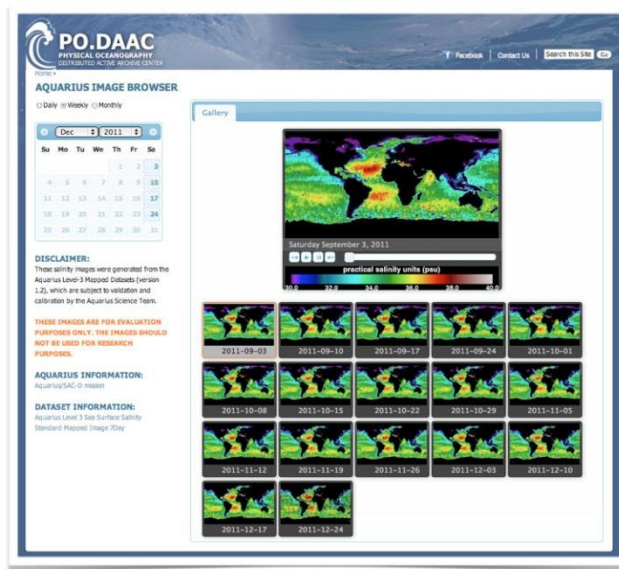 PO.DAAC
PHYSICAL OCEANOGRAPHY
DISTRIBUTED ACTIVE ARCHIVE CENTER
Facebook Contact Us Search this Site Go
Home »
AQUARIUS IMAGE BROWSER
Daily Weekly Monthly
Dec 2011
Su Mo Tu We Th Fr Sa
1 2 3
4 5 6 7 8 9 10
11 12 13 14 15 16 17
18 19 20 21 22 23 24
25 26 27 28 29 30 31
DISCLAIMER:
These salinity images were generated from the
Aquarius Level-3 Mapped Datasets (version
1.2), which are subject to validation and
calibration by the Aquarius Science Team.
THESE IMAGES ARE FOR EVALUATION
PURPOSES ONLY. THE IMAGES SHOULD
NOT BE USED FOR RESEARCH
PURPOSES.
AQUARIUS INFORMATION:
Aquarius/SAC-D mission
DATASET INFORMATION:
Aquarius Level 3 Sea Surface Salinity
Standard Mapped Image 7Day
Gallery
Saturday September 3, 2011
practical salinity units (psu)
30.0 32.0 34.0 36.0 38.0 40.0
2011-09-03 2011-09-10 2011-09-17 2011-09-24 2011-10-01
2011-10-08 2011-10-15 2011-10-22 2011-10-29 2011-11-05
2011-11-12 2011-11-19 2011-11-26 2011-12-03 2011-12-10
2011-12-17 2011-12-24